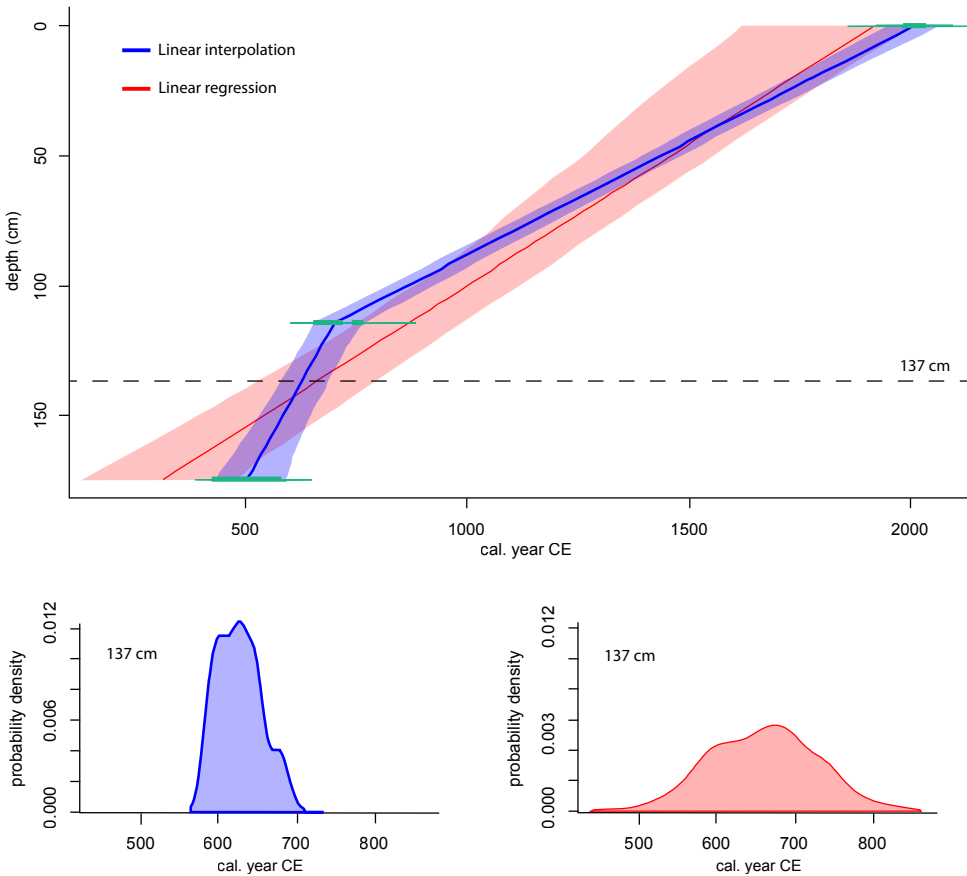 Linear interpolation
Linear regression
depth (cm)
0
50
100
150
137 cm
500 1000 1500 2000
cal. year CE
probability density
0.000 0.006 0.012
137 cm
500 600 700 800
cal. year CE
probability density
0.000 0.003 0.012
137 cm
500 600 700 800
cal. year CE